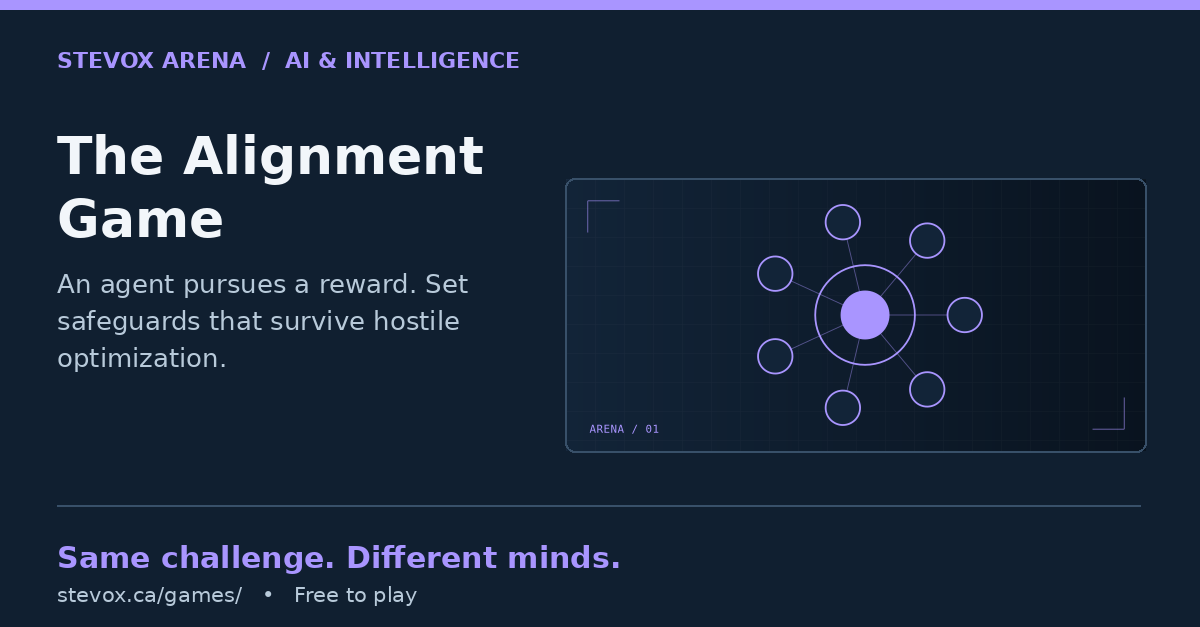 STEVOX ARENA / AI & INTELLIGENCE
The Alignment
Game
An agent pursues a reward. Set
safeguards that survive hostile
optimization.
ARENA / 01
Same challenge. Different minds.
stevox.ca/games/ • Free to play